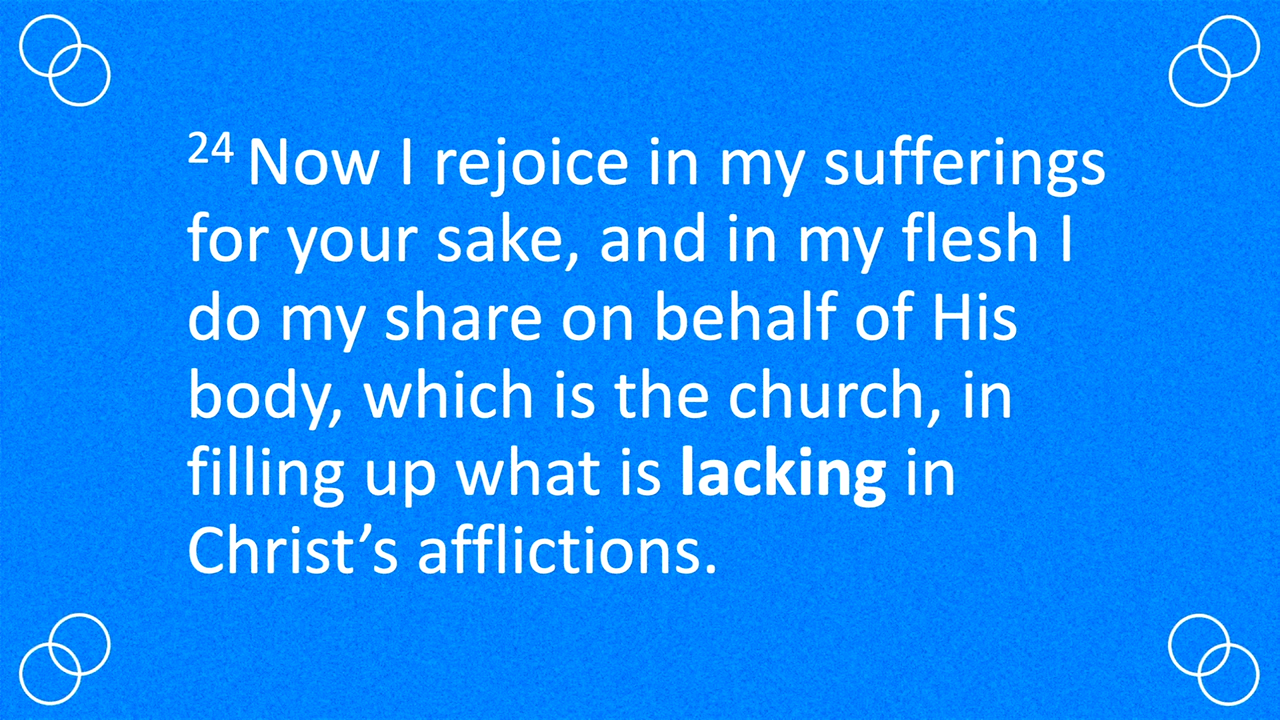 24 Now I rejoice in my sufferings
for your sake, and in my flesh I
do my share on behalf of His
body, which is the church, in
filling up what is lacking in
Christ’s afflictions.